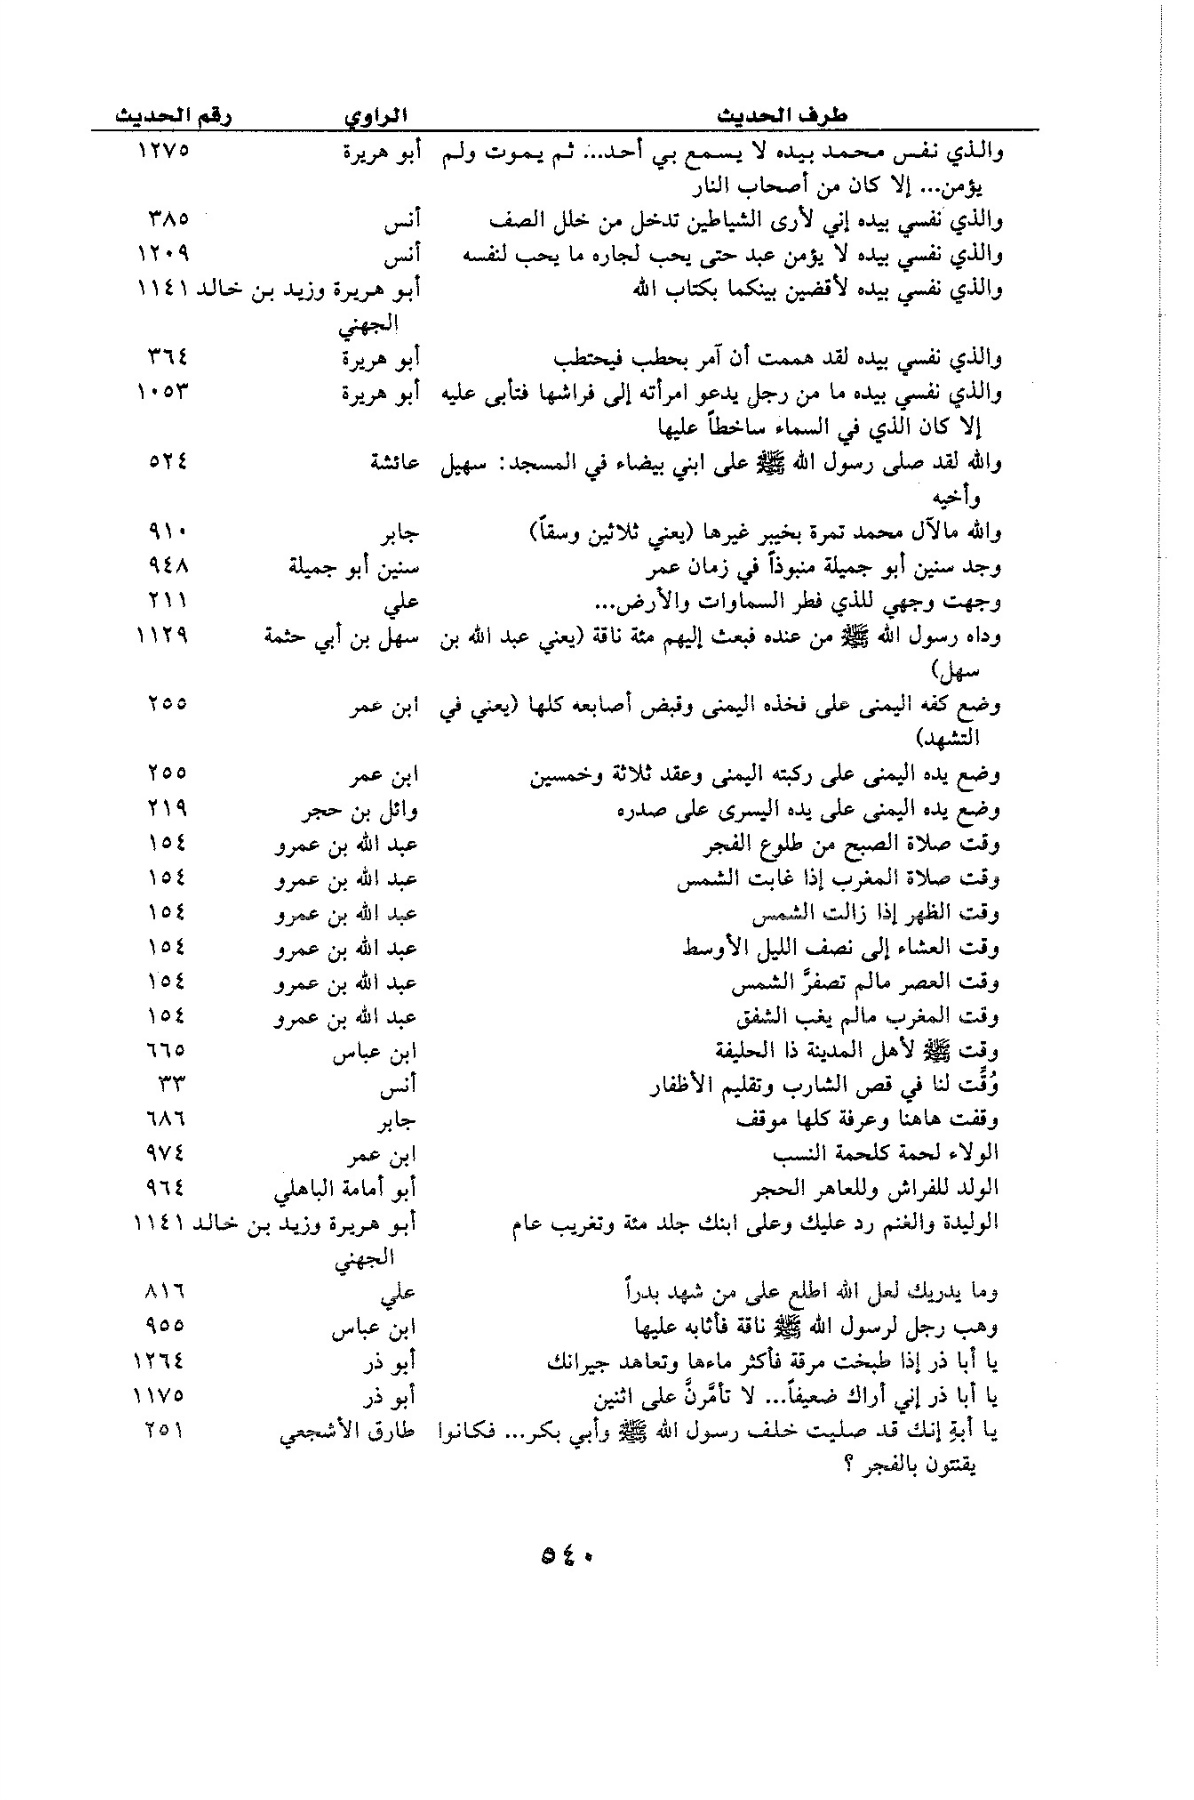 طرف الحديث الراوي رقم الحديث
والذي نفس محمد بيده لا يسمع بي أحد... ثم يموت ولم أبو هريرة ١٢٧٥
يؤمن... إلا كان من أصحاب النار
والذي نفسي بيده إني لأرى الشياطين تدخل من خلل الصف أنس ٣٨٥
والذي نفسي بيده لا يؤمن عبد حتى يحب لجاره ما يحب لنفسه أنس ١٢٠٩
والذي نفسي بيده لأقضين بينكما بكتاب الله أبو هريرة وزيد بن خالد ١١٤١
الجهني
والذي نفسي بيده لقد هممت أن آمر بحطب فيحتطب أبو هريرة ٣٦٤
والذي نفسي بيده ما من رجل يدعو امرأته إلى فراشها فتأبى عليه أبو هريرة ١٠٥٣
إلا كان الذي في السماء ساخطاً عليها
والله لقد صلى رسول الله ﷺ على ابني بيضاء في المسجد: سهيل عائشة ٥٢٤
وأخيه
والله مالآل محمد تمرة بخيبر غيرها (يعني ثلاثين وسقاً) جابر ٩١٠
وجد سنين أبو جميلة منبوذاً في زمان عمر سنين أبو جميلة ٩٤٨
وجهت وجهي للذي فطر السماوات والأرض... علي ٢١١
وداه رسول الله ﷺ من عنده فبعث إليهم مئة ناقة (يعني عبد الله بن سهل بن أبي حثمة ١١٢٩
سهل)
وضع كفه اليمنى على فخذه اليمنى وقبض أصابعه كلها (يعني في ابن عمر ٢٥٥
التشهد)
وضع يده اليمنى على ركبته اليمنى وعقد ثلاثة وخمسين ابن عمر ٢٥٥
وضع يده اليمنى على يده اليسرى على صدره وائل بن حجر ٢١٩
وقت صلاة الصبح من طلوع الفجر عبد الله بن عمرو ١٥٤
وقت صلاة المغرب إذا غابت الشمس عبد الله بن عمرو ١٥٤
وقت الظهر إذا زالت الشمس عبد الله بن عمرو ١٥٤
وقت العشاء إلى نصف الليل الأوسط عبد الله بن عمرو ١٥٤
وقت العصر مالم تصفرَّ الشمس عبد الله بن عمرو ١٥٤
وقت المغرب مالم يغب الشفق عبد الله بن عمرو ١٥٤
وقت ﷺ لأهل المدينة ذا الحليفة ابن عباس ٦٦٥
وُقِّت لنا في قص الشارب وتقليم الأظفار أنس ٣٣
وقفت هاهنا وعرفة كلها موقف جابر ٦٨٦
الولاء لحمة كلحمة النسب ابن عمر ٩٧٤
الولد للفراش وللعاهر الحجر أبو أمامة الباهلي ٩٦٤
الوليدة والغنم رد عليك وعلى ابنك جلد مئة وتغريب عام أبو هريرة وزيد بن خالد ١١٤١
الجهني
وما يدريك لعل الله اطلع على من شهد بدراً علي ٨١٦
وهب رجل لرسول الله ﷺ ناقة فأثابه عليها ابن عباس ٩٥٥
يا أبا ذر إذا طبخت مرقة فأكثر ماءها وتعاهد جيرانك أبو ذر ١٢٦٤
يا أبا ذر إني أراك ضعيفاً... لا تأمَّرنَّ على اثنين أبو ذر ١١٧٥
يا أبةِ إنك قد صليت خلف رسول الله ﷺ وأبي بكر... فكانوا طارق الأشجعي ٢٥١
يقنتون بالفجر ؟
٥٤٠